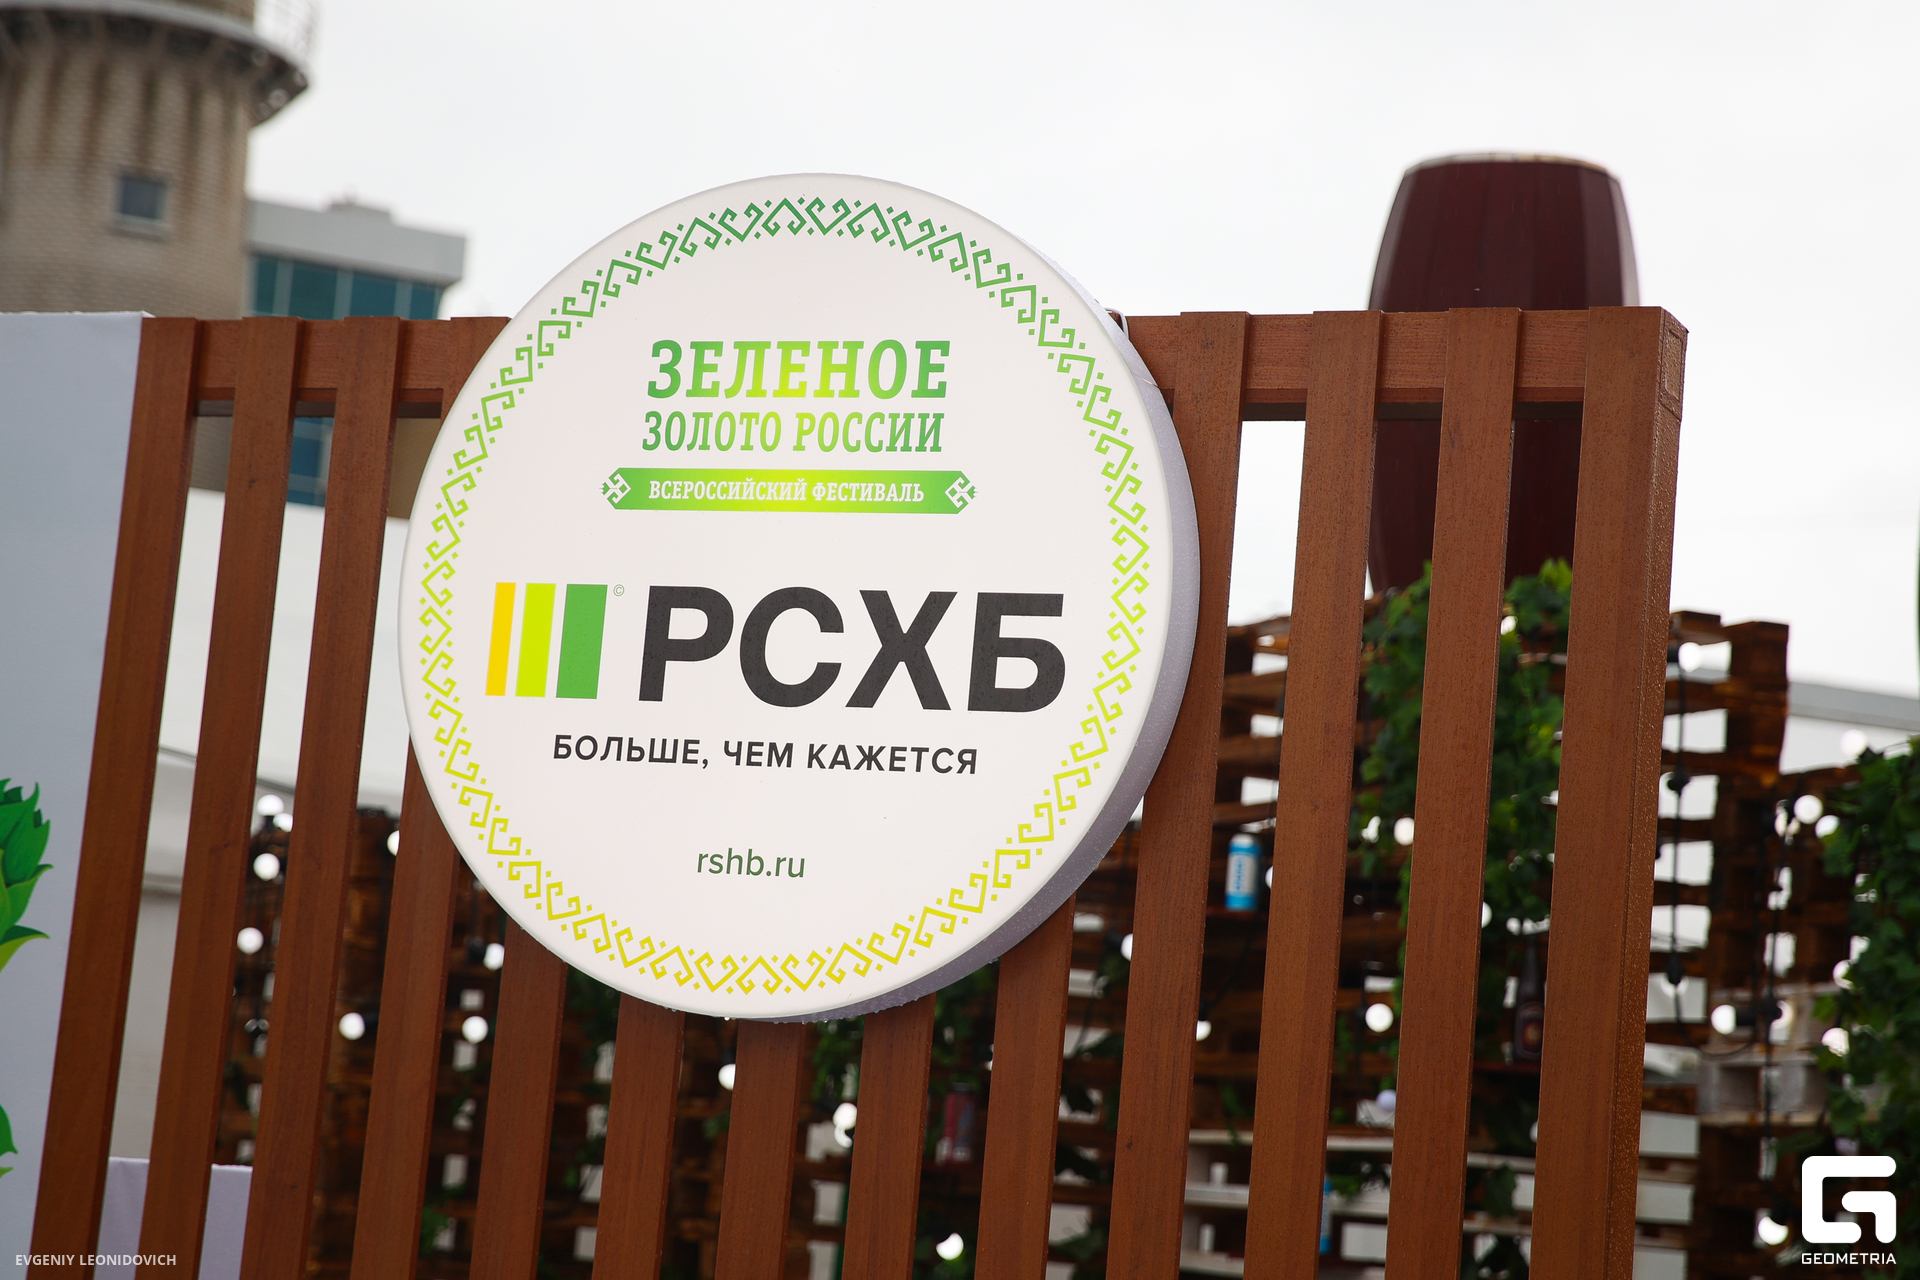 ЗЕЛЕНОЕ
ЗОЛОТО РОССИИ
ВСЕРОССИЙСКИЙ ФЕСТИВАЛЬ
© РСХБ
БОЛЬШЕ, ЧЕМ КАЖЕТСЯ
rshb.ru
EVGENIY LEONIDOVICH
GEOMETRIA